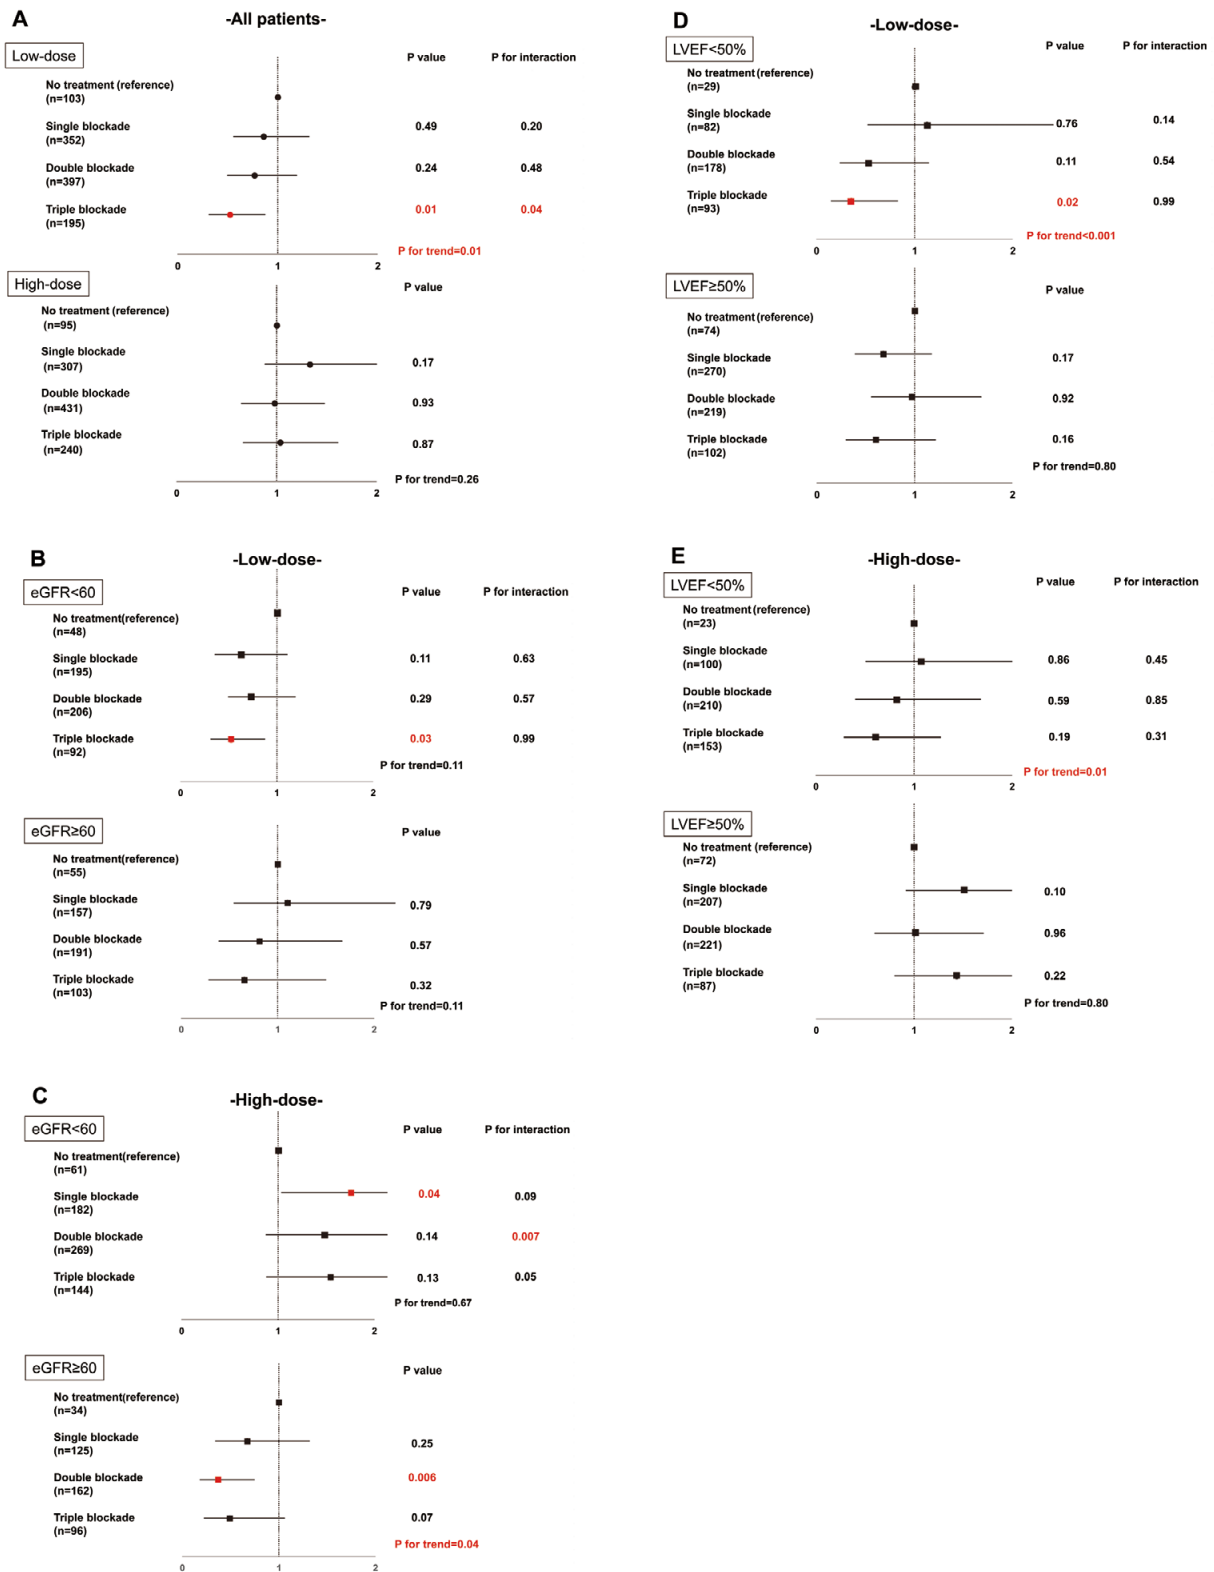 A
-All patients-
Low-dose
P value P for interaction
No treatment (reference)
(n=103)
Single blockade 0.49 0.20
(n=352)
Double blockade 0.24 0.48
(n=397)
Triple blockade 0.01 0.04
(n=195)
P for trend=0.01
0 1 2
High-dose
P value
No treatment (reference)
(n=95)
Single blockade 0.17
(n=307)
Double blockade 0.93
(n=431)
Triple blockade 0.87
(n=240)
P for trend=0.26
0 1 2
B
-Low-dose-
eGFR<60
P value P for interaction
No treatment(reference)
(n=48)
Single blockade 0.11 0.63
(n=195)
Double blockade 0.29 0.57
(n=206)
Triple blockade 0.03 0.99
(n=92)
P for trend=0.11
0 1 2
eGFR≥60
P value
No treatment(reference)
(n=55)
Single blockade 0.79
(n=157)
Double blockade 0.57
(n=191)
Triple blockade 0.32
(n=103)
P for trend=0.11
0 1 2
C
-High-dose-
eGFR<60
P value P for interaction
No treatment(reference)
(n=61)
Single blockade 0.04 0.09
(n=182)
Double blockade 0.14 0.007
(n=269)
Triple blockade 0.13 0.05
(n=144)
P for trend=0.67
0 1 2
eGFR≥60
P value
No treatment(reference)
(n=34)
Single blockade 0.25
(n=125)
Double blockade 0.006
(n=162)
Triple blockade 0.07
(n=96)
P for trend=0.04
0 1 2
D
-Low-dose-
LVEF<50%
P value P for interaction
No treatment (reference)
(n=29)
Single blockade 0.76 0.14
(n=82)
Double blockade 0.11 0.54
(n=178)
Triple blockade 0.02 0.99
(n=93)
P for trend<0.001
0 1 2
LVEF≥50%
P value
No treatment (reference)
(n=74)
Single blockade 0.17
(n=270)
Double blockade 0.92
(n=219)
Triple blockade 0.16
(n=102)
P for trend=0.80
0 1 2
E
-High-dose-
LVEF<50%
P value P for interaction
No treatment (reference)
(n=23)
Single blockade 0.86 0.45
(n=100)
Double blockade 0.59 0.85
(n=210)
Triple blockade 0.19 0.31
(n=153)
P for trend=0.01
0 1 2
LVEF≥50%
P value
No treatment (reference)
(n=72)
Single blockade 0.10
(n=207)
Double blockade 0.96
(n=221)
Triple blockade 0.22
(n=87)
P for trend=0.80
0 1 2